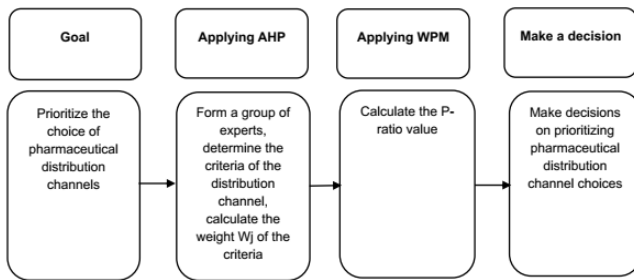 Goal
Applying AHP
Applying WPM
Make a decision
Prioritize the
choice of
pharmaceutical
distribution
channels
Form a group of
experts,
determine the
criteria of the
distribution
channel,
calculate the
weight Wj of the
criteria
Calculate the P-
ratio value
Make decisions
on prioritizing
pharmaceutical
distribution
channel choices